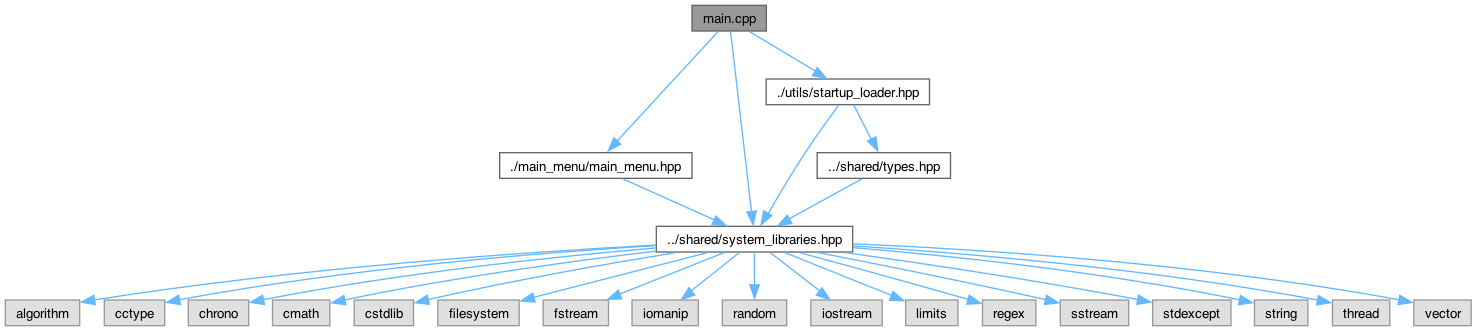 main.cpp
./utils/startup_loader.hpp
./main_menu/main_menu.hpp
../shared/types.hpp
../shared/system_libraries.hpp
algorithm
cctype
chrono
cmath
cstdlib
filesystem
fstream
iomanip
random
iostream
limits
regex
sstream
stdexcept
string
thread
vector